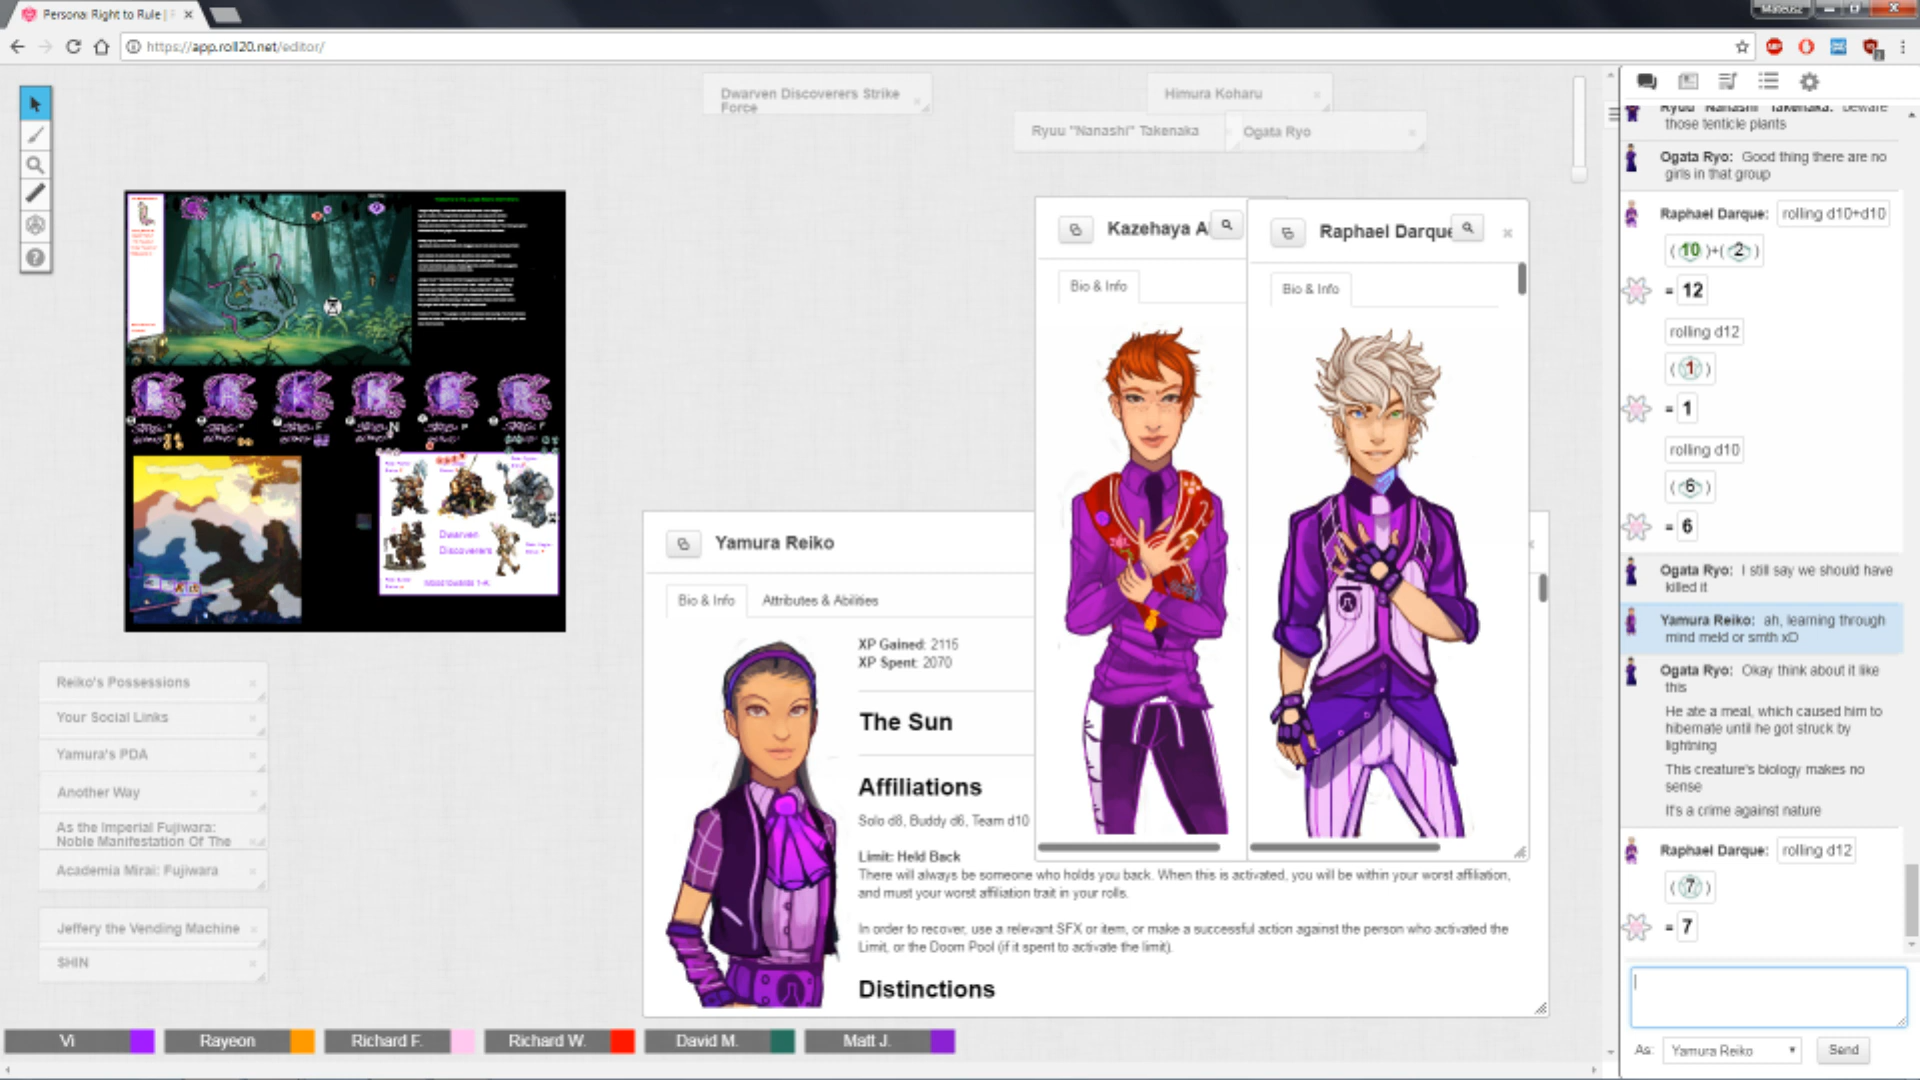 Persona: Right to Rule |
Mateusz
https://app.roll20.net/editor/
Dwarven Discoverers Strike
Force
Himura Koharu
Ryuu "Nanashi" Takenaka
Ogata Ryo
Kazehaya A
Bio & Info
Raphael Darque
Bio & Info
Yamura Reiko
Bio & Info
Attributes & Abilities
XP Gained: 2115
XP Spent: 2070
The Sun
Affiliations
Solo d8, Buddy d6, Team d10
Limit: Held Back
There will always be someone who holds you back. When this is activated, you will be within your worst affiliation,
and must your worst affiliation trait in your rolls.
In order to recover, use a relevant SFX or item, or make a successful action against the person who activated the
Limit, or the Doom Pool (if it spent to activate the limit).
Distinctions
Dwarven
Discoverers
Reiko's Possessions
Your Social Links
Yamura's PDA
Another Way
As the Imperial Fujiwara:
Noble Manifestation Of The
Academia Mirai: Fujiwara
Jeffery the Vending Machine
SHIN
Vi
Rayeon
Richard F.
Richard W.
David M.
Matt J.
Ryuu "Nanashi" Takenaka: Beware
those tenticle plants
Ogata Ryo: Good thing there are no
girls in that group
Raphael Darque: rolling d10+d10
(10)+(2)
= 12
rolling d12
(1)
= 1
rolling d10
(6)
= 6
Ogata Ryo: I still say we should have
killed it
Yamura Reiko: ah, learning through
mind meld or smth xD
Ogata Ryo: Okay think about it like
this
He ate a meal, which caused him to
hibernate until he got struck by
lightning
This creature's biology makes no
sense
It's a crime against nature
Raphael Darque: rolling d12
(7)
= 7
As:
Yamura Reiko
Send